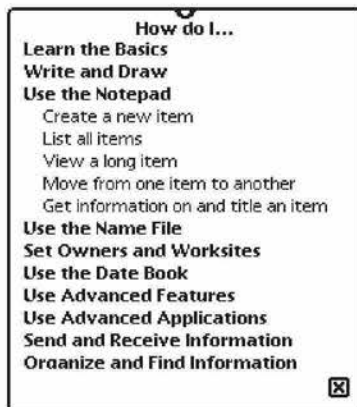 How do I...
Learn the Basics
Write and Draw
Use the Notepad
Create a new item
List all items
View a long item
Move from one item to another
Get information on and title an item
Use the Name File
Set Owners and Worksites
Use the Date Book
Use Advanced Features
Use Advanced Applications
Send and Receive Information
Organize and Find Information